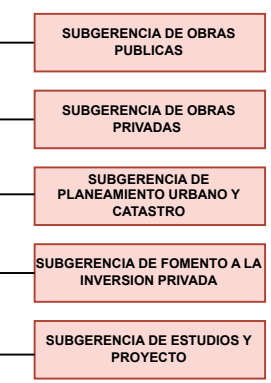 SUBGERENCIA DE OBRAS
PUBLICAS
SUBGERENCIA DE OBRAS
PRIVADAS
SUBGERENCIA DE
PLANEAMIENTO URBANO Y
CATASTRO
SUBGERENCIA DE FOMENTO A LA
INVERSION PRIVADA
SUBGERENCIA DE ESTUDIOS Y
PROYECTO